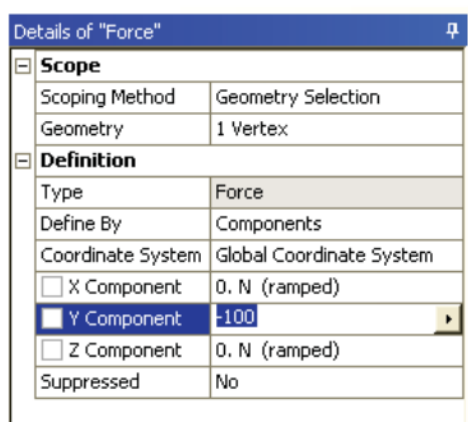 Details of "Force"
Scope
Scoping Method Geometry Selection
Geometry 1 Vertex
Definition
Type Force
Define By Components
Coordinate System Global Coordinate System
X Component 0. N (ramped)
Y Component -100
Z Component 0. N (ramped)
Suppressed No